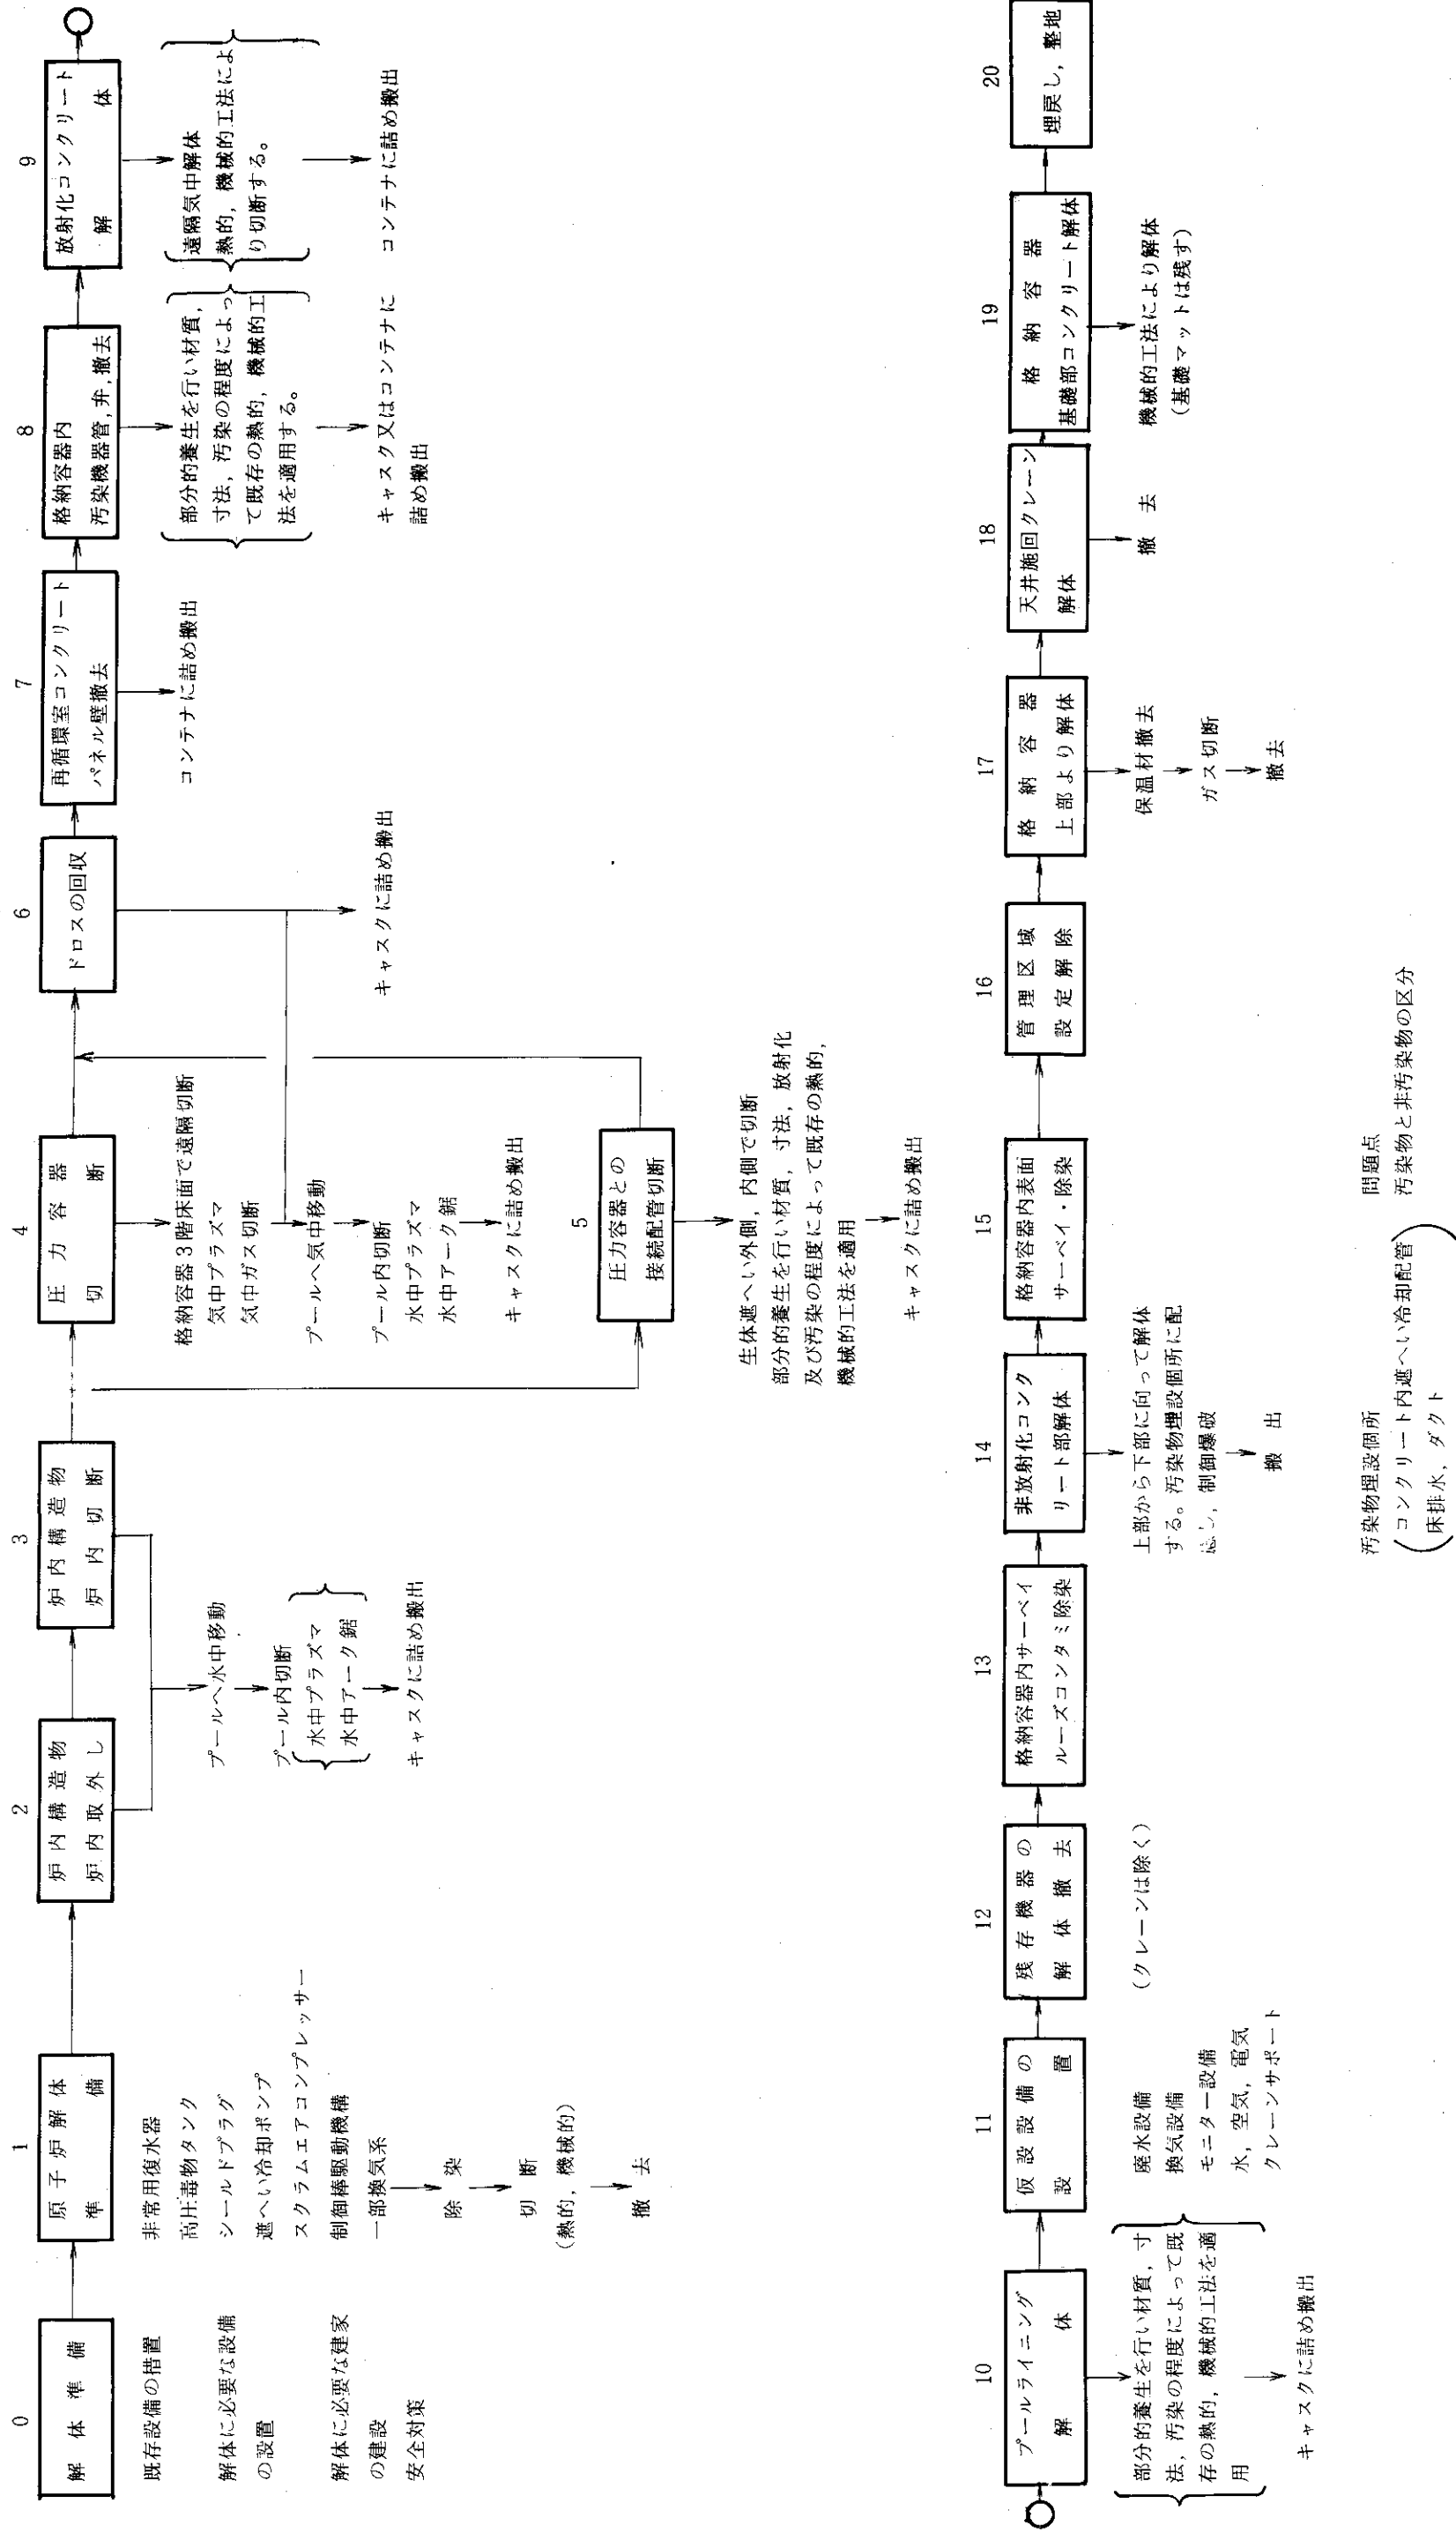 0
解体準備
既存設備の措置
解体に必要な設備
の設置
解体に必要な建家
の建設
安全対策
1
原子炉解体
準備
非常用復水器
高圧毒物タンク
シールドプラグ
遮へい冷却ポンプ
スクラムエアコンプレッサー
制御棒駆動機構
一部換気系
除染
切断
(熱的,機械的)
撤去
2
炉内構造物
炉内取外し
3
炉内構造物
炉内切断
プールへ水中移動
プール内切断
水中プラズマ
水中アーク鋸
キャスクに詰め搬出
4
圧力容器
切断
格納容器3階床面で遠隔切断
気中プラズマ
気中ガス切断
プールへ気中移動
プール内切断
水中プラズマ
水中アーク鋸
キャスクに詰め搬出
5
圧力容器との
接続配管切断
生体遮へい外側,内側で切断
部分的養生を行い材質,寸法,放射化
及び汚染の程度によって既存の熱的,
機械的工法を適用
キャスクに詰め搬出
6
ドロスの回収
キャスクに詰め搬出
7
再循環室コンクリート
パネル壁撤去
コンテナに詰め搬出
8
格納容器内
汚染機器管,弁,撤去
部分的養生を行い材質,
寸法,汚染の程度によっ
て既存の熱的,機械的工
法を適用する。
キャスク又はコンテナに
詰め搬出
9
放射化コンクリート
解体
遠隔気中解体
熱的,機械的工法によ
り切断する。
コンテナに詰め搬出
10
プールライニング
解体
部分的養生を行い材質,寸
法,汚染の程度によって既
存の熱的,機械的工法を適
用
キャスクに詰め搬出
11
仮設設備の
設置
廃水設備
換気設備
モニター設備
水,空気,電気
クレーンサポート
12
残存機器の
解体撤去
(クレーンは除く)
13
格納容器内サーベイ
ルーズコンタミ除染
14
非放射化コンク
リート部解体
上部から下部に向って解体
する。汚染物埋設個所に配
慮し,制御爆破
搬出
汚染物埋設個所
(コンクリート内遮へい冷却配管
床排水,ダクト)
15
格納容器内表面
サーベイ・除染
問題点
汚染物と非汚染物の区分
16
管理区域
設定解除
17
格納容器
上部より解体
保温材撤去
ガス切断
撤去
18
天井施回クレーン
解体
撤去
19
格納容器
基礎部コンクリート解体
機械的工法により解体
(基礎マットは残す)
20
埋戻し,整地